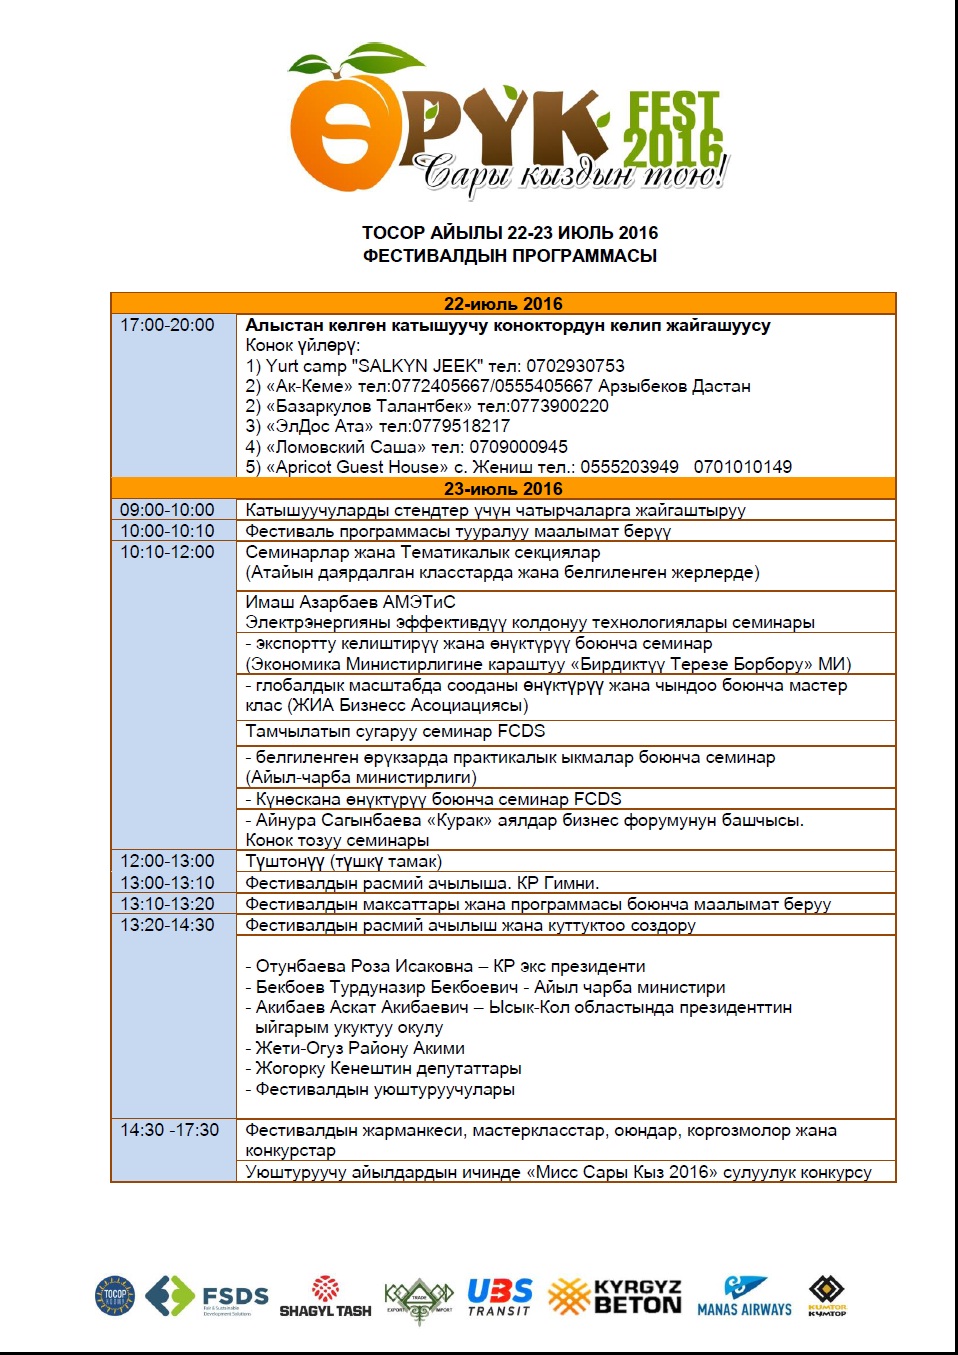 ӨРҮК FEST
2016
Сары кыздын тою!
ТОСОР АЙЫЛЫ 22-23 ИЮЛЬ 2016
ФЕСТИВАЛДЫН ПРОГРАММАСЫ
22-июль 2016
17:00-20:00 Алыстан келген катышуучу коноктордун келип жайгашуусу
Конок үйлөрү:
1) Yurt camp "SALKYN JEEK" тел: 0702930753
2) «Ак-Кеме» тел:0772405667/0555405667 Арзыбеков Дастан
2) «Базаркулов Талантбек» тел:0773900220
3) «ЭлДос Ата» тел:0779518217
4) «Ломовский Саша» тел: 0709000945
5) «Apricot Guest House» с. Жениш тел.: 0555203949 0701010149
23-июль 2016
09:00-10:00 Катышуучуларды стендтер үчүн чатырчаларга жайгаштыруу
10:00-10:10 Фестиваль программасы тууралуу маалымат берүү
10:10-12:00 Семинарлар жана Тематикалык секциялар
(Атайын даярдалган класстарда жана белгиленген жерлерде)
Имаш Азарбаев АМЭТиС
Электрэнергияны эффективдүү колдонуу технологиялары семинары
- экспортту келиштирүү жана өнүктүрүү боюнча семинар
(Экономика Министирлигине караштуу «Бирдиктүү Терезе Борбору» МИ)
- глобалдык масштабда сооданы өнүктүрүү жана чындоо боюнча мастер
клас (ЖИА Бизнесс Асоциациясы)
Тамчылатып сугаруу семинар FCDS
- белгиленген өрүкзарда практикалык ыкмалар боюнча семинар
(Айыл-чарба министирлиги)
- Күнөскана өнүктүрүү боюнча семинар FCDS
- Айнура Сагынбаева «Курак» аялдар бизнес форумунун башчысы.
Конок тозуу семинары
12:00-13:00 Түштөнүү (түшкү тамак)
13:00-13:10 Фестивалдын расмий ачылыша. КР Гимни.
13:10-13:20 Фестивалдын максаттары жана программасы боюнча маалымат беруу
13:20-14:30 Фестивалдын расмий ачылыш жана куттуктоо создору
- Отунбаева Роза Исаковна – КР экс президенти
- Бекбоев Турдуназир Бекбоевич - Айыл чарба министири
- Акибаев Аскат Акибаевич – Ысык-Кол областында президенттин
ыйгарым укуктуу окулу
- Жети-Огуз Району Акими
- Жогорку Кенештин депутаттары
- Фестивалдын уюштуруучулары
14:30 -17:30 Фестивалдын жарманкеси, мастеркласстар, оюндар, коргозмолор жана
конкурстар
Уюштуруучу айылдардын ичинде «Мисс Сары Кыз 2016» сулуулук конкурсу
ТОСОР
FSDS
Fair & Sustainable
Development Solutions
SHAGYL TASH
TRADE
EXPORT IMPORT
UBS
TRANSIT
KYRGYZ
BETON
MANAS AIRWAYS
KUMTOR
КУМТОР